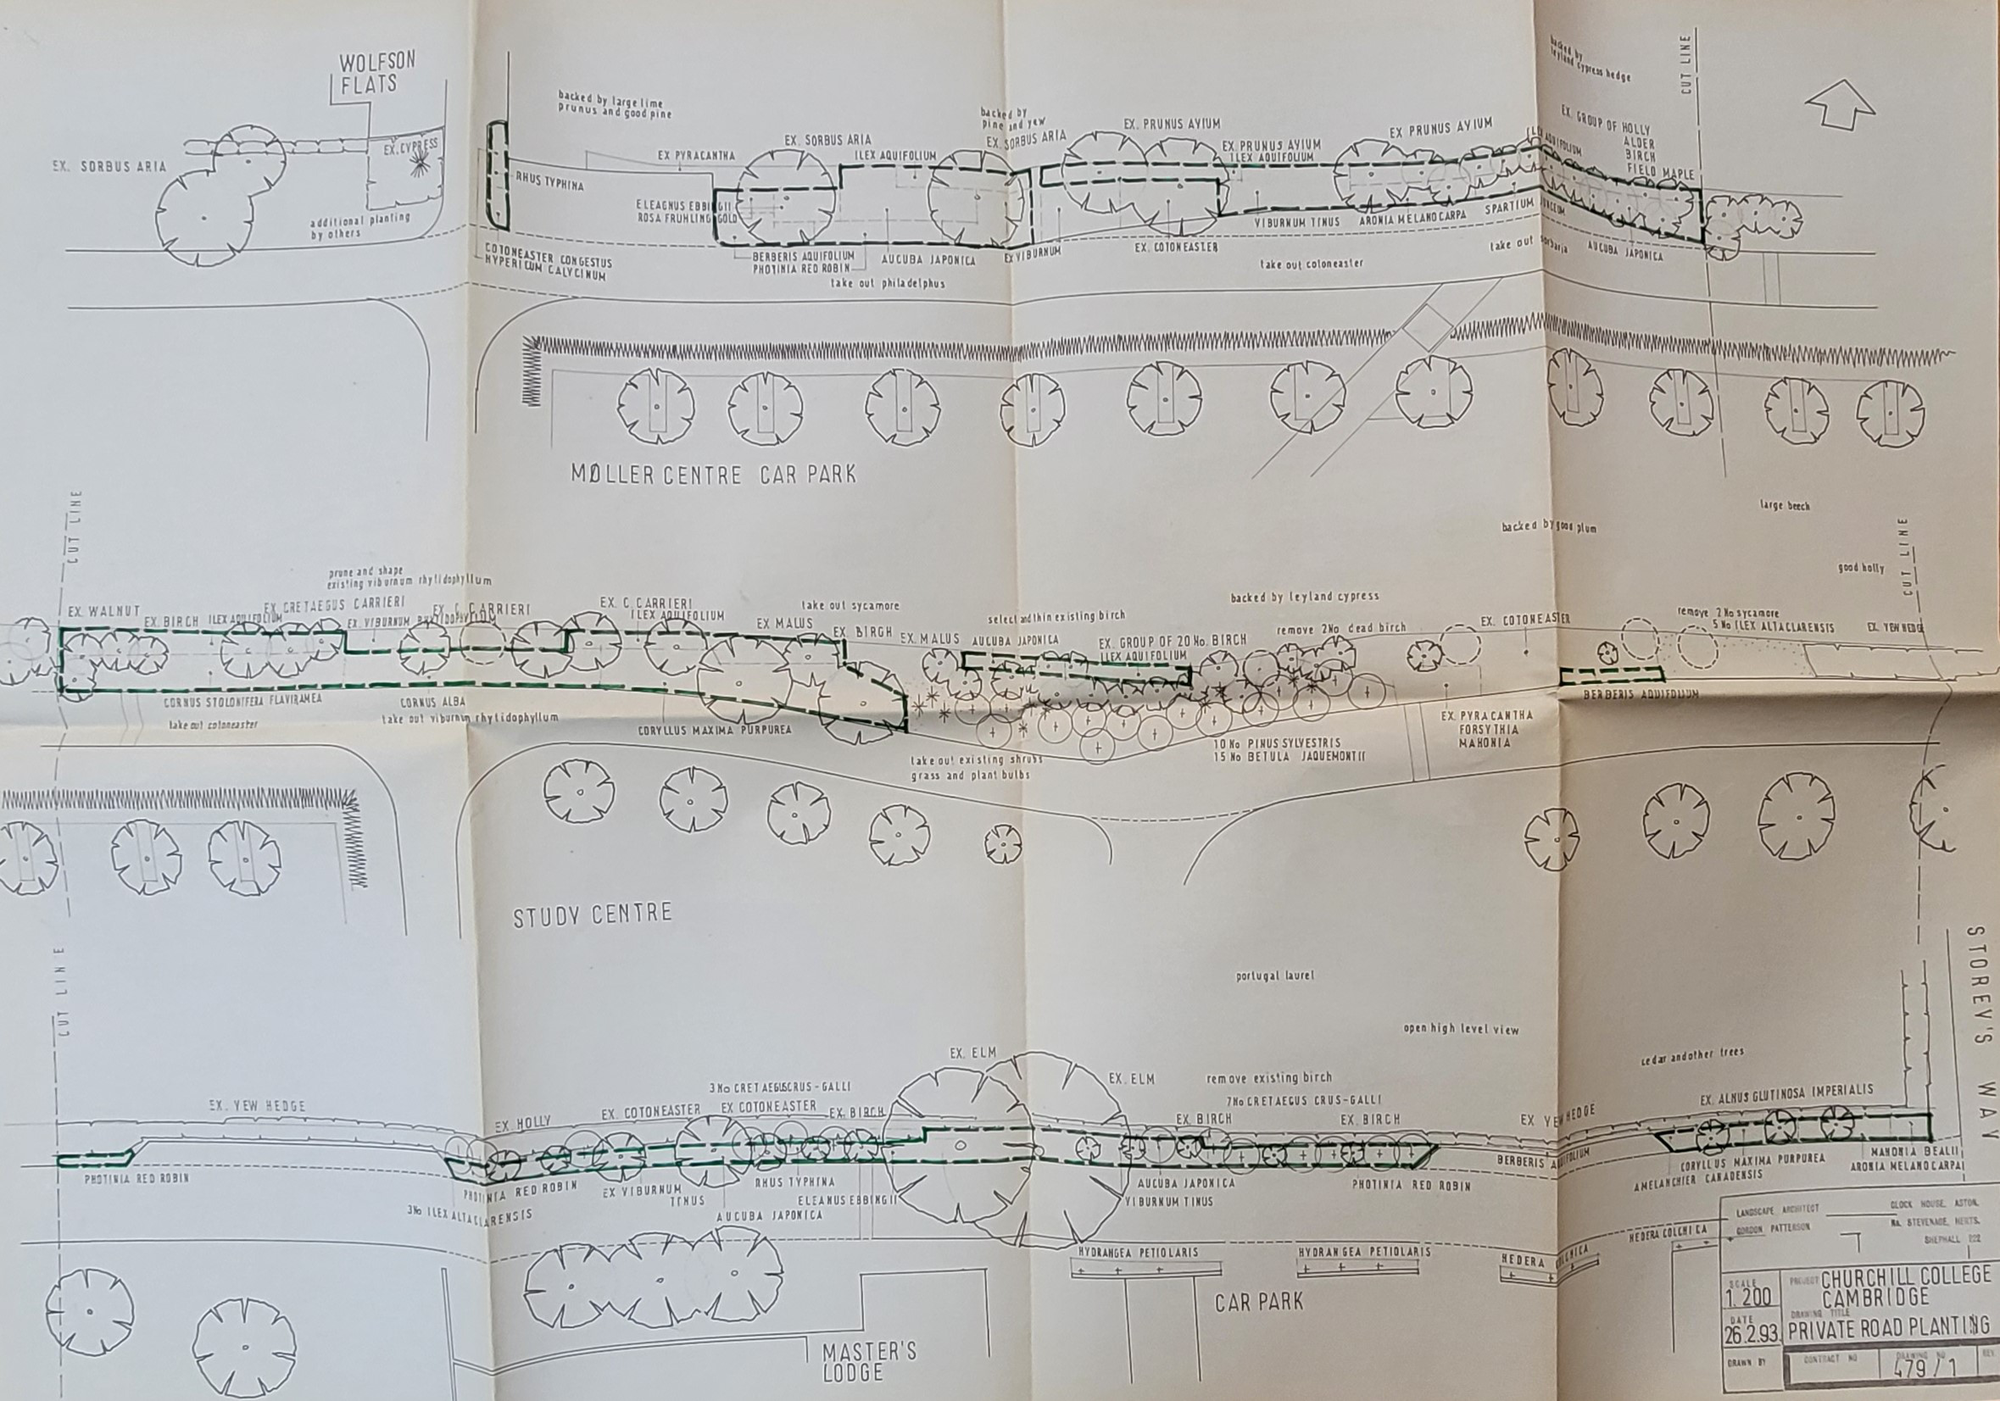 WOLFSON
FLATS
backed by large lime
prunus and good pine
backed by
pine and yew
EX. PRUNUS AVIUM
EX PRUNUS AVIUM
backed by
leyland cypress hedge
CUT LINE
EX. GROUP OF HOLLY
ALDER
BIRCH
FIELD MAPLE
EX. SORBUS ARIA
EX. CYPRESS
EX PYRACANTHA
EX. SORBUS ARIA
ILEX AQUIFOLIUM
EX. SORBUS ARIA
EX. PRUNUS AVIUM
ILEX AQUIFOLIUM
ILEX AQUIFOLIUM
RHUS TYPHINA
ELEAGNUS EBBINGII
ROSA FRUHLING GOLD
additional planting
by others
COTONEASTER CONGESTUS
HYPERICUM CALYCINUM
BERBERIS AQUIFOLIUM
PHOTINIA RED ROBIN
AUCUBA JAPONICA
EX VIBURNUM
EX. COTONEASTER
VIBURNUM TINUS
ARONIA MELANOCARPA
SPARTIUM JUNCEUM
take out philadelphus
take out coloneaster
take out sorbaria
AUCUBA JAPONICA
MØLLER CENTRE CAR PARK
CUT LINE
large beech
backed by good plum
good holly
CUT LINE
prune and shape
existing viburnum rhytidophyllum
EX WALNUT
EX. BIRCH
ILEX AQUIFOLIUM
EX CRETAEGUS CARRIERI
EX. VIBURNUM RHYTIDOPHYLLUM
EX C CARRIERI
EX. C CARRIERI
ILEX AQUIFOLIUM
take out sycamore
EX MALUS
EX BIRCH
EX. MALUS
select and thin existing birch
AUCUBA JAPONICA
EX. GROUP OF 20 No. BIRCH
ILEX AQUIFOLIUM
backed by leyland cypress
remove 2No dead birch
EX. COTONEASTER
remove 2 No sycamore
5 No ILEX ALTACLARENSIS
EX. YEW HEDGE
CORNUS STOLONIFERA FLAVIRAMEA
take out coloneaster
CORNUS ALBA
take out viburnum rhytidophyllum
CORYLLUS MAXIMA PURPUREA
take out existing shrubs
grass and plant bulbs
10 No PINUS SYLVESTRIS
15 No BETULA JAQUEMONTII
EX. PYRACANTHA
FORSYTHIA
MAHONIA
BERBERIS AQUIFOLIUM
STUDY CENTRE
CUT LINE
portugal laurel
open high level view
cedar and other trees
STOREY'S WAY
EX. YEW HEDGE
EX. HOLLY
3No CRETAEGUS CRUS-GALLI
EX. COTONEASTER
EX COTONEASTER
EX. BIRCH
EX. ELM
EX. ELM
remove existing birch
7No CRETAEGUS CRUS-GALLI
EX. BIRCH
EX. BIRCH
EX YEW HEDGE
EX. ALNUS GLUTINOSA IMPERIALIS
PHOTINIA RED ROBIN
PHOTINIA RED ROBIN
3No ILEX ALTACLARENSIS
EX VIBURNUM
TINUS
RHUS TYPHINA
ELEANUS EBBINGII
AUCUBA JAPONICA
AUCUBA JAPONICA
VIBURNUM TINUS
PHOTINIA RED ROBIN
BERBERIS AQUIFOLIUM
CORYLLUS MAXIMA PURPUREA
AMELANCHIER CANADENSIS
MAHONIA BEALII
ARONIA MELANOCARPA
HYDRANGEA PETIOLARIS
HYDRANGEA PETIOLARIS
HEDERA COLCHICA
HEDERA COLCHICA
CAR PARK
MASTER'S
LODGE
LANDSCAPE ARCHITECT
GORDON PATTERSON
CLOCK HOUSE, ASTON,
Nr. STEVENAGE, HERTS.
SHEPHALL 222
SCALE
1. 200
PROJECT
CHURCHILL COLLEGE
CAMBRIDGE
DATE
26.2.93.
DRAWING TITLE
PRIVATE ROAD PLANTING
DRAWN BY
CONTRACT NO
DRAWING NO
479/1
REV